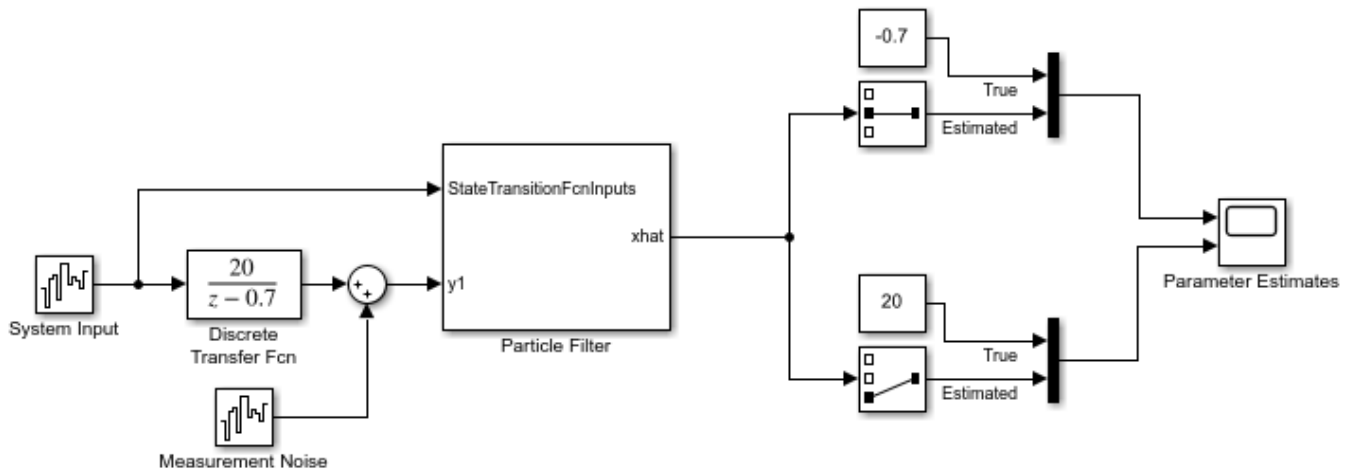 -0.7
True
Estimated
StateTransitionFcnInputs
xhat
y1
Particle Filter
System Input
20
z − 0.7
Discrete
Transfer Fcn
+
+
Measurement Noise
20
True
Estimated
Parameter Estimates